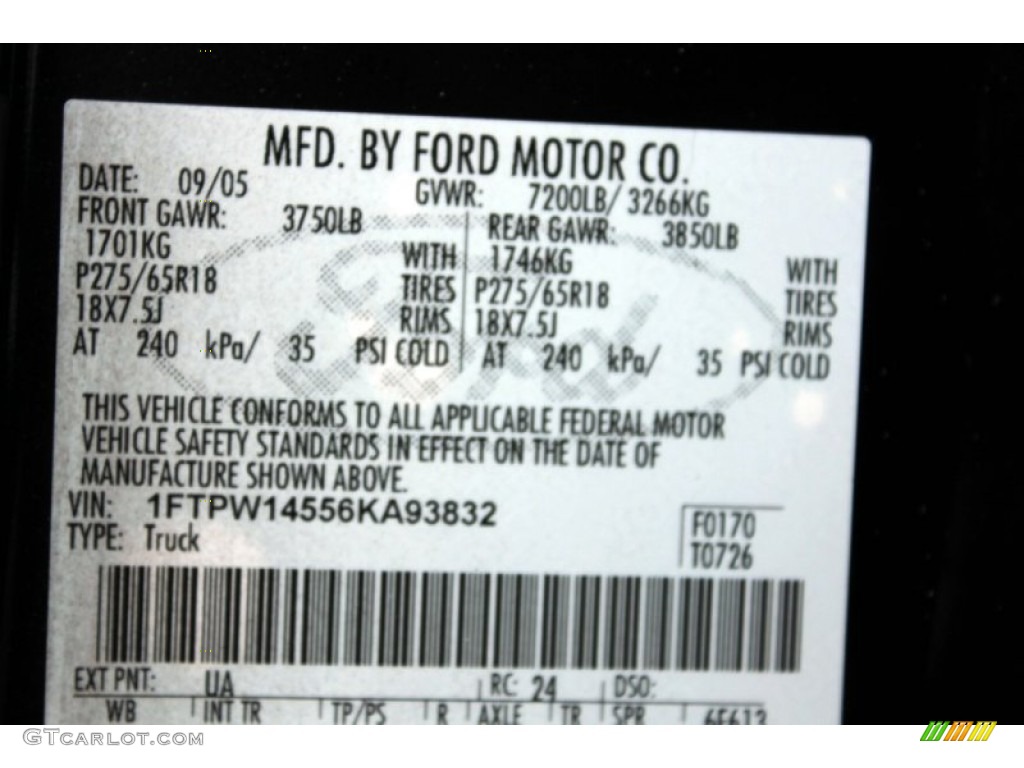 MFD. BY FORD MOTOR CO.
DATE: 09/05 GVWR: 7200LB/ 3266KG
FRONT GAWR: 3750LB REAR GAWR: 3850LB
1701KG WITH 1746KG WITH
P275/65R18 TIRES P275/65R18 TIRES
18X7.5J RIMS 18X7.5J RIMS
AT 240 kPa/ 35 PSI COLD AT 240 kPa/ 35 PSI COLD
THIS VEHICLE CONFORMS TO ALL APPLICABLE FEDERAL MOTOR
VEHICLE SAFETY STANDARDS IN EFFECT ON THE DATE OF
MANUFACTURE SHOWN ABOVE.
VIN: 1FTPW14556KA93832
TYPE: Truck
F0170
T0726
EXT PNT: UA RC: 24 DSO:
WB INT TR TP/PS R AXLE TR SPR
GTcarlot.com